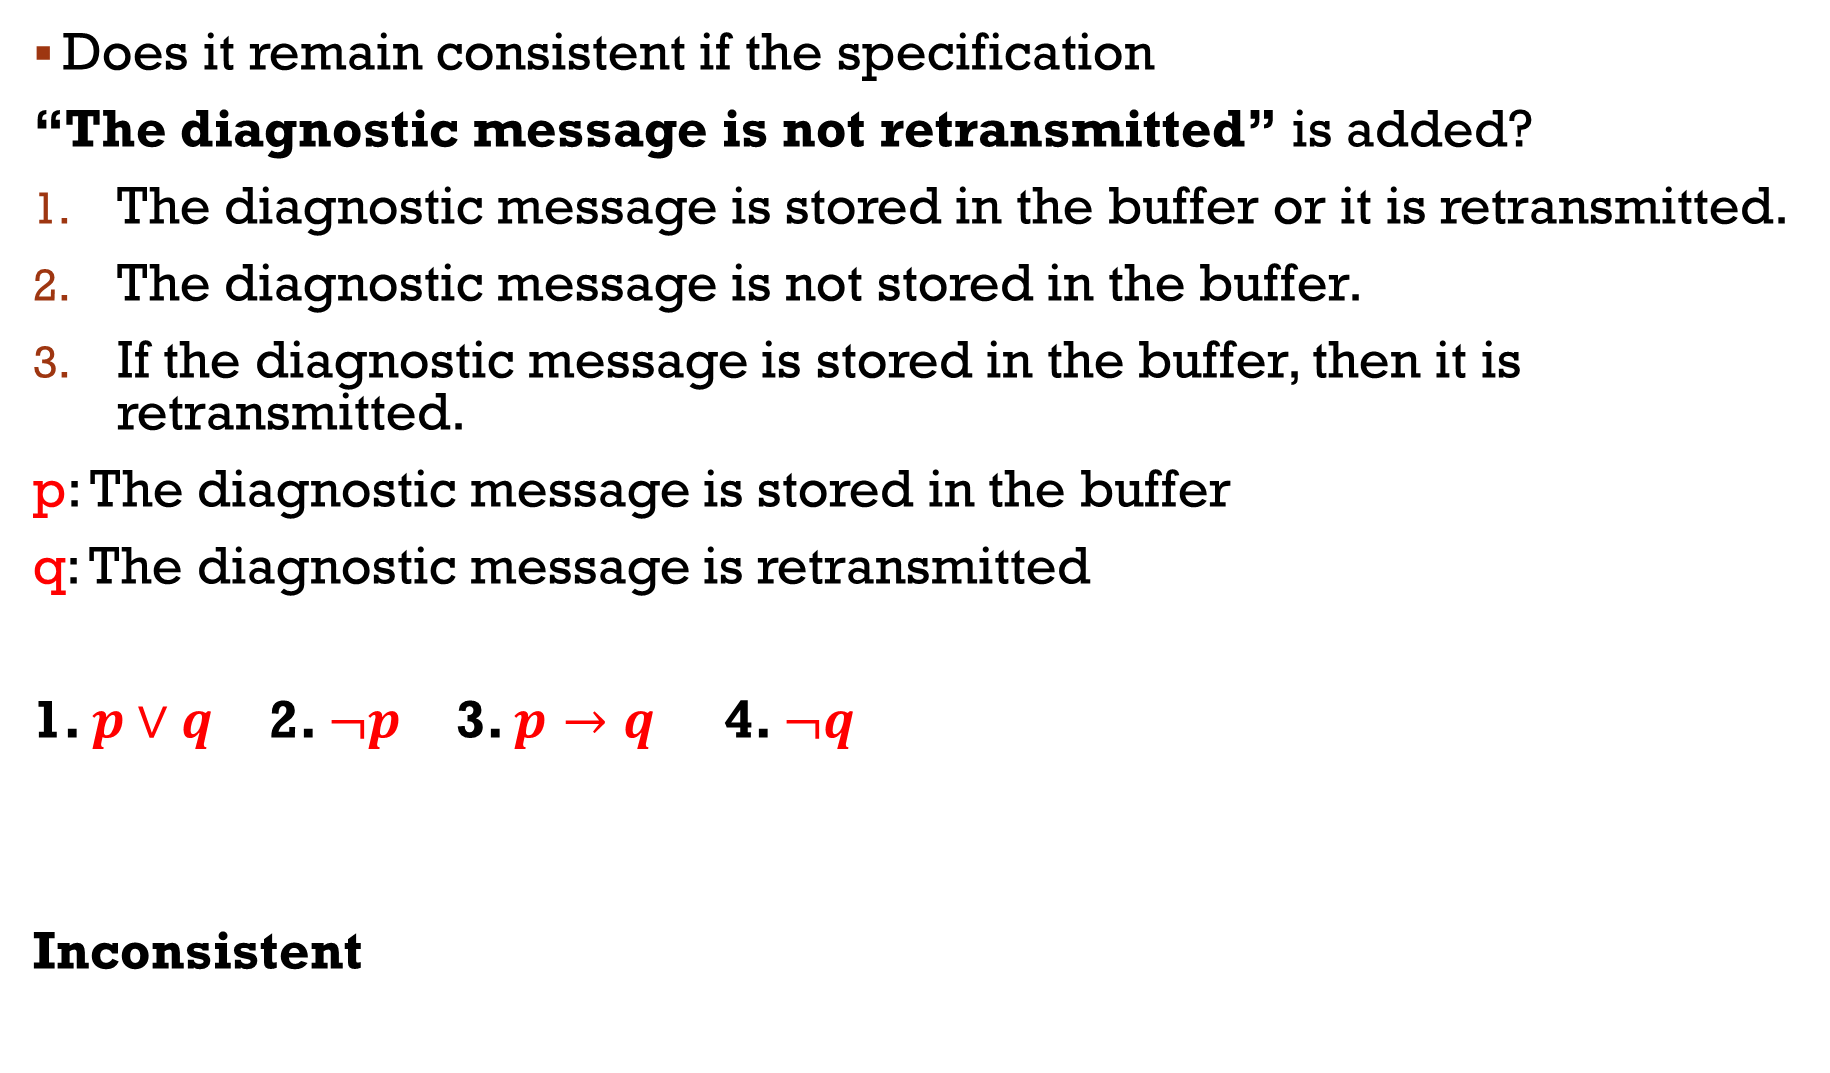 ▪ Does it remain consistent if the specification
“The diagnostic message is not retransmitted” is added?
1. The diagnostic message is stored in the buffer or it is retransmitted.
2. The diagnostic message is not stored in the buffer.
3. If the diagnostic message is stored in the buffer, then it is
retransmitted.
p: The diagnostic message is stored in the buffer
q: The diagnostic message is retransmitted
1. p ∨ q 2. ¬p 3. p → q 4. ¬q
Inconsistent